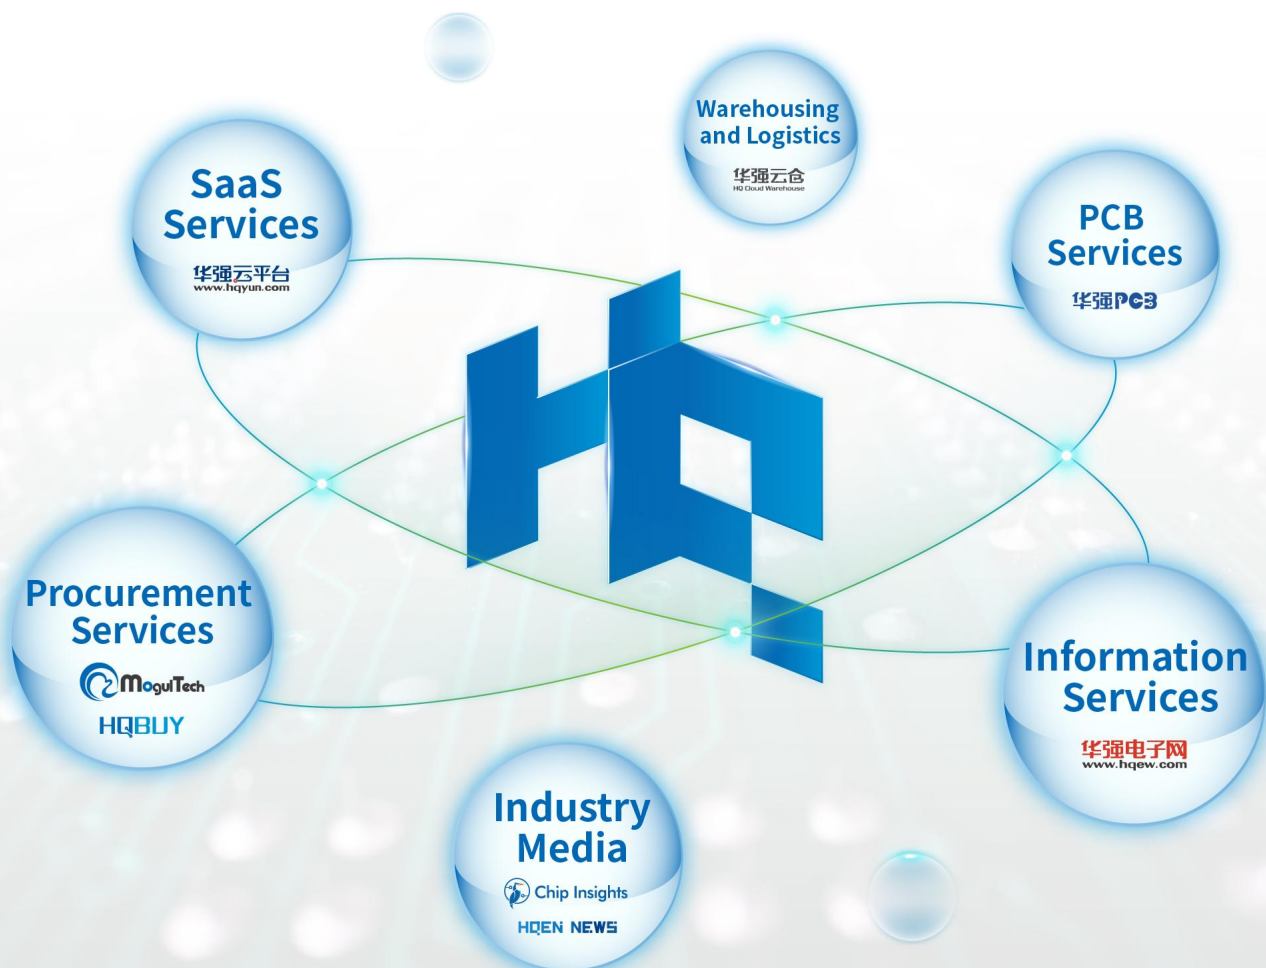 Warehousing
and Logistics
华强云仓
HQ Cloud Warehouse
SaaS
Services
华强云平台
www.hqyun.com
PCB
Services
华强PCB
HQ
Procurement
Services
MogulTech
HQBUY
Information
Services
华强电子网
www.hqew.com
Industry
Media
Chip Insights
HQEN NEWS